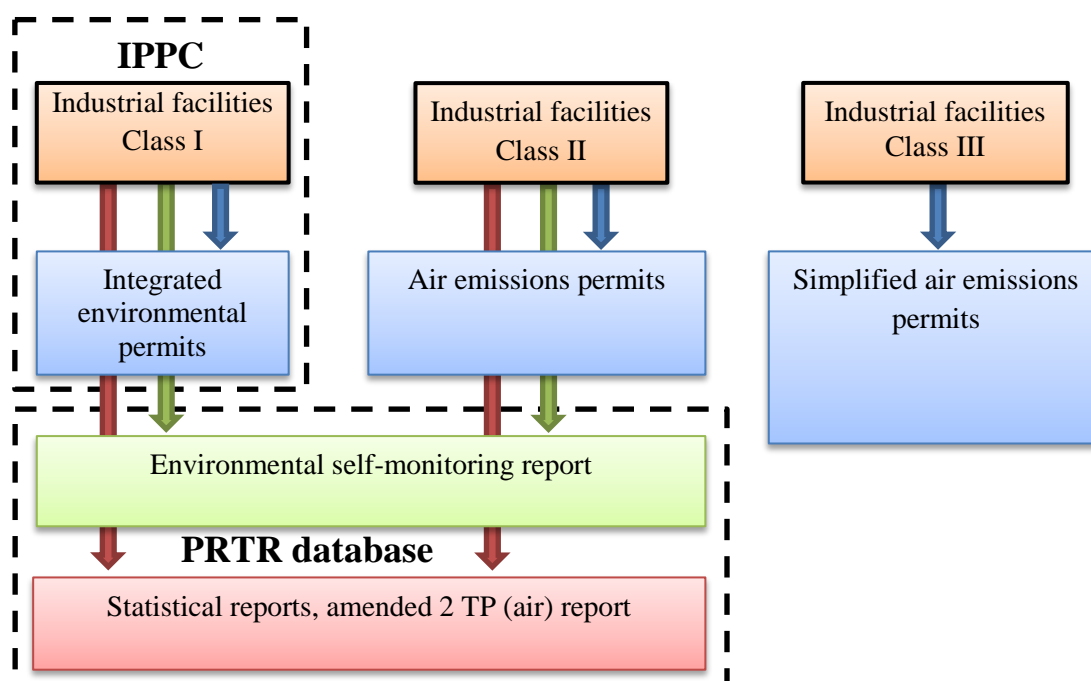 IPPC
Industrial facilities
Class I
Industrial facilities
Class II
Industrial facilities
Class III
Integrated
environmental
permits
Air emissions permits
Simplified air emissions
permits
Environmental self-monitoring report
PRTR database
Statistical reports, amended 2 TP (air) report